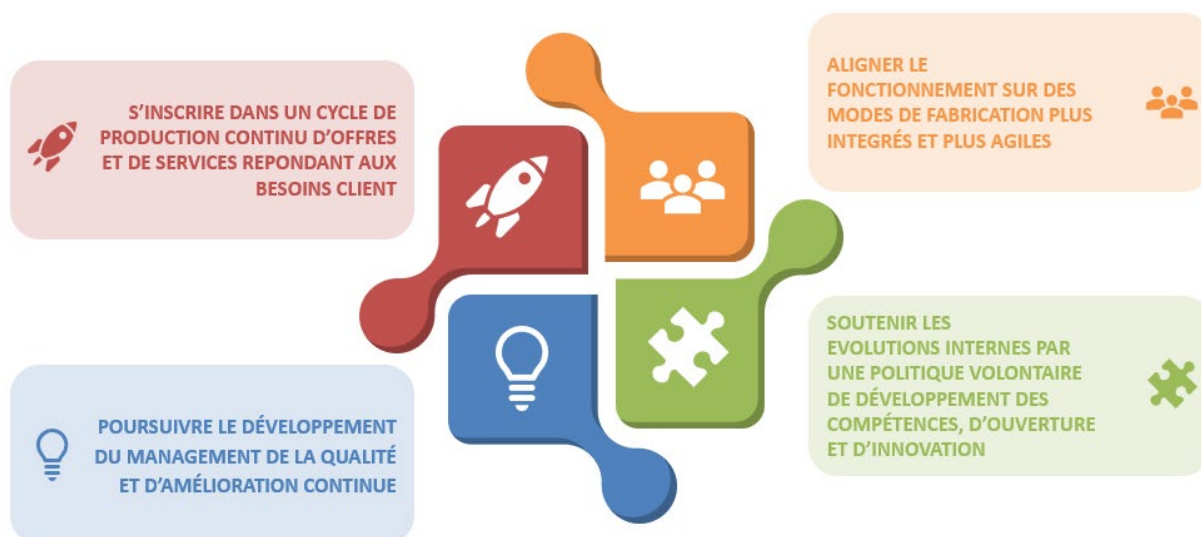 S'INSCRIRE DANS UN CYCLE DE
PRODUCTION CONTINU D'OFFRES
ET DE SERVICES REPONDANT AUX
BESOINS CLIENT
ALIGNER LE
FONCTIONNEMENT SUR DES
MODES DE FABRICATION PLUS
INTEGRÉS ET PLUS AGILES
POURSUIVRE LE DÉVELOPPEMENT
DU MANAGEMENT DE LA QUALITÉ
ET D'AMÉLIORATION CONTINUE
SOUTENIR LES
EVOLUTIONS INTERNES PAR
UNE POLITIQUE VOLONTAIRE
DE DÉVELOPPEMENT DES
COMPÉTENCES, D'OUVERTURE
ET D'INNOVATION